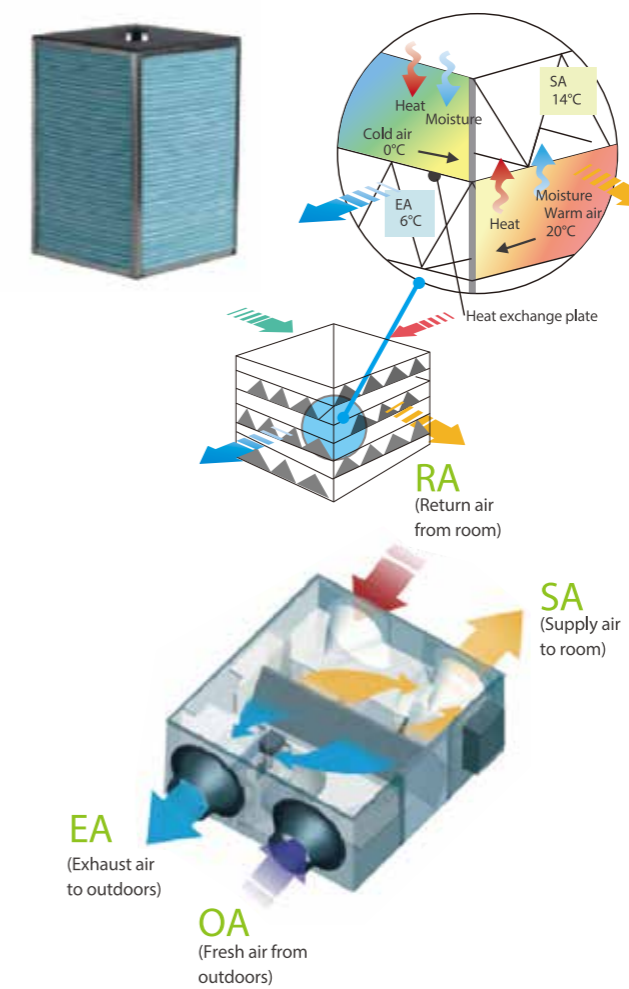 Heat
Moisture
Cold air
0°C
SA
14°C
EA
6°C
Heat
Moisture
Warm air
20°C
Heat exchange plate
RA
(Return air
from room)
SA
(Supply air
to room)
EA
(Exhaust air
to outdoors)
OA
(Fresh air from
outdoors)